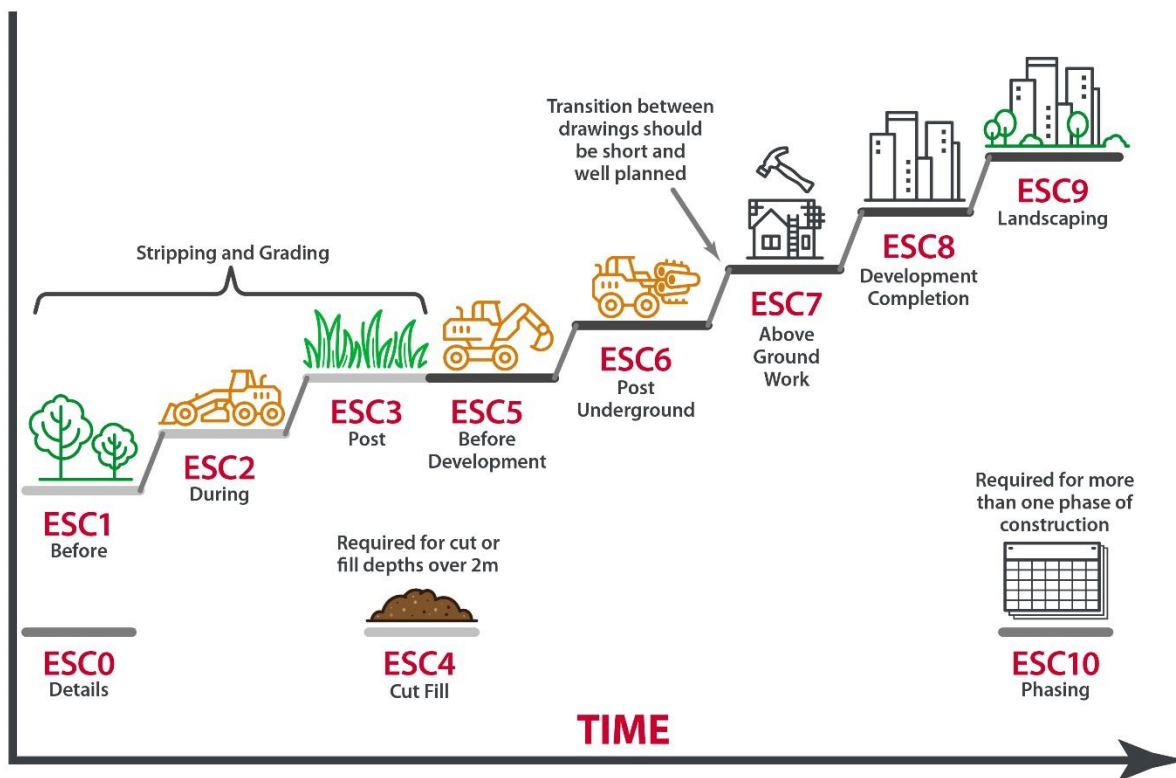 Transition between
drawings should
be short and
well planned
ESC9
Landscaping
ESC8
Development
Completion
Stripping and Grading
ESC7
Above
Ground
Work
ESC6
Post
Underground
ESC5
Before
Development
ESC3
Post
ESC2
During
ESC1
Before
Required for cut or
fill depths over 2m
Required for more
than one phase of
construction
ESC0
Details
ESC4
Cut Fill
ESC10
Phasing
TIME